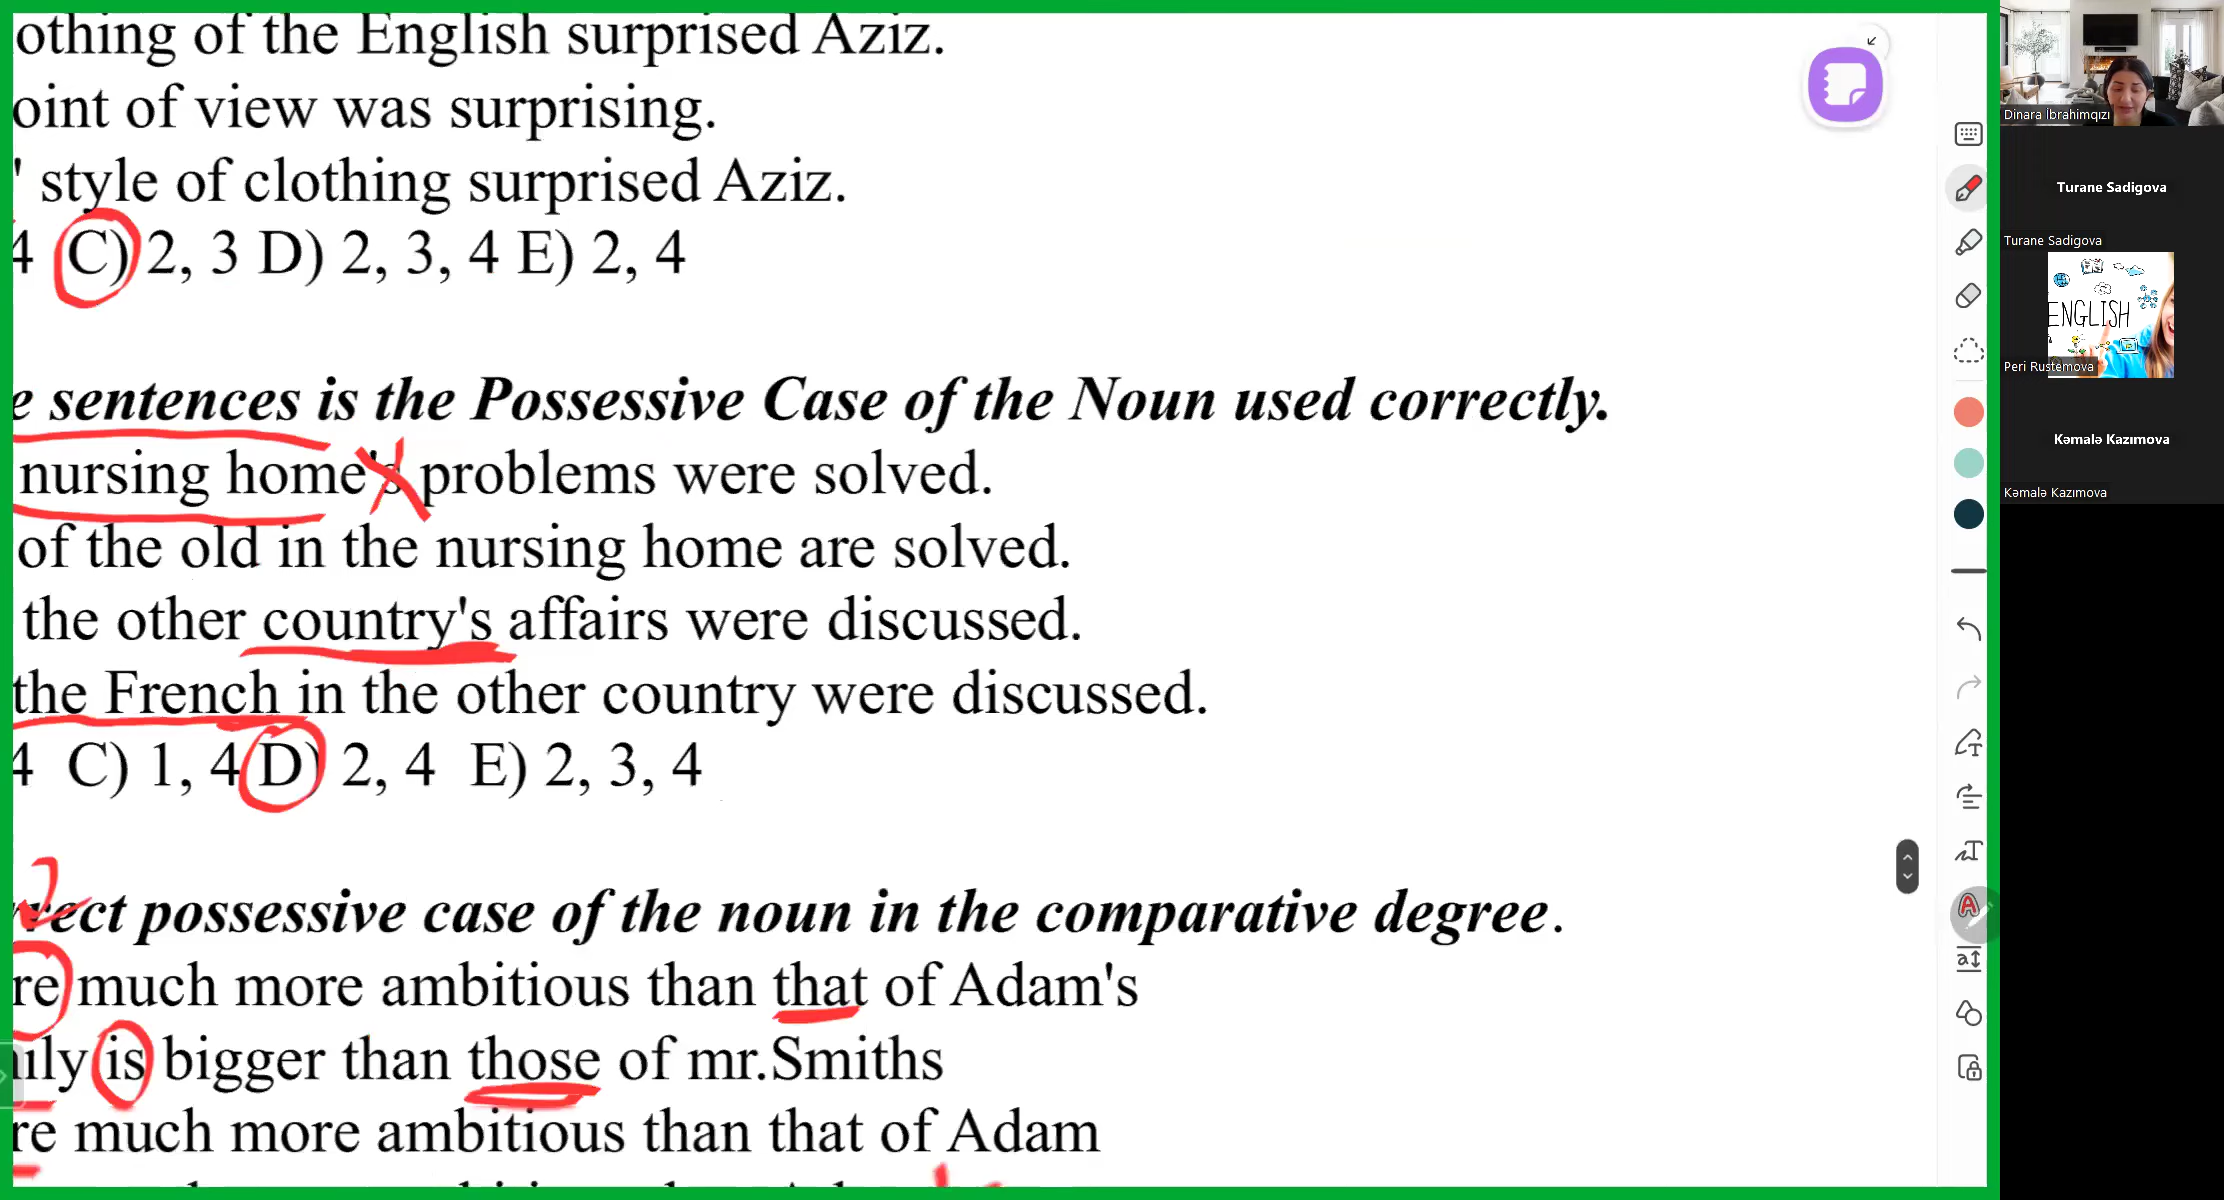 othing of the English surprised Aziz.
oint of view was surprising.
' style of clothing surprised Aziz.
4 C) 2, 3 D) 2, 3, 4 E) 2, 4
e sentences is the Possessive Case of the Noun used correctly.
nursing home's problems were solved.
of the old in the nursing home are solved.
the other country's affairs were discussed.
the French in the other country were discussed.
4 C) 1, 4 D) 2, 4 E) 2, 3, 4
rrect possessive case of the noun in the comparative degree.
re much more ambitious than that of Adam's
ily is bigger than those of mr.Smiths
re much more ambitious than that of Adam
Dinara İbrahimqızı
Turane Sadigova
Turane Sadigova
ENGLISH
Peri Rustemova
Kəmalə Kazımova
Kəmalə Kazımova